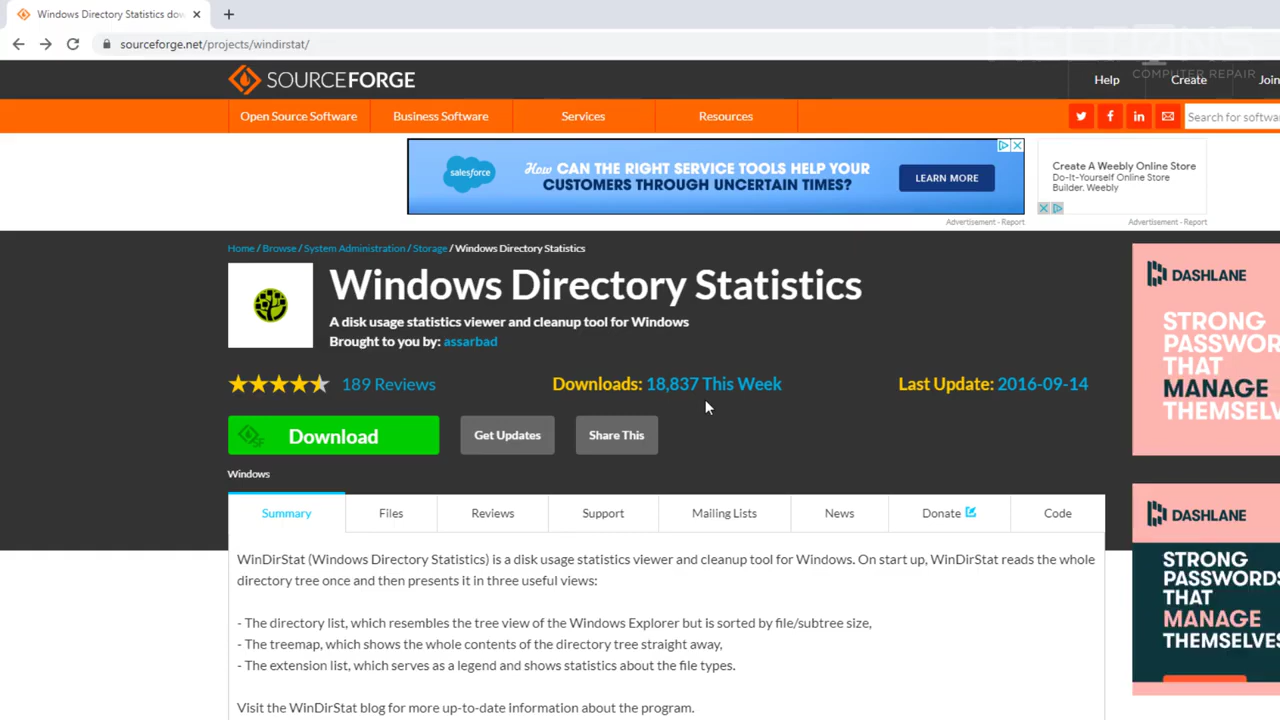 Windows Directory Statistics dow
sourceforge.net/projects/windirstat/
HELTONS
COMPUTER REPAIR
SOURCEFORGE
Help
Create
Join
Open Source Software
Business Software
Services
Resources
Search for softwa
salesforce
How CAN THE RIGHT SERVICE TOOLS HELP YOUR
CUSTOMERS THROUGH UNCERTAIN TIMES?
LEARN MORE
Create A Weebly Online Store
Do-It-Yourself Online Store
Builder. Weebly
Advertisement - Report
Advertisement - Report
Home / Browse / System Administration / Storage / Windows Directory Statistics
Windows Directory Statistics
A disk usage statistics viewer and cleanup tool for Windows
Brought to you by: assarbad
189 Reviews
Downloads: 18,837 This Week
Last Update: 2016-09-14
Download
Get Updates
Share This
Windows
Summary
Files
Reviews
Support
Mailing Lists
News
Donate
Code
WinDirStat (Windows Directory Statistics) is a disk usage statistics viewer and cleanup tool for Windows. On start up, WinDirStat reads the whole
directory tree once and then presents it in three useful views:
- The directory list, which resembles the tree view of the Windows Explorer but is sorted by file/subtree size,
- The treemap, which shows the whole contents of the directory tree straight away,
- The extension list, which serves as a legend and shows statistics about the file types.
Visit the WinDirStat blog for more up-to-date information about the program.
DASHLANE
STRONG
PASSWORD
THAT
MANAGE
THEMSELV
DASHLANE
STRONG
PASSWORDS
THAT
MANAGE
THEMSELVES